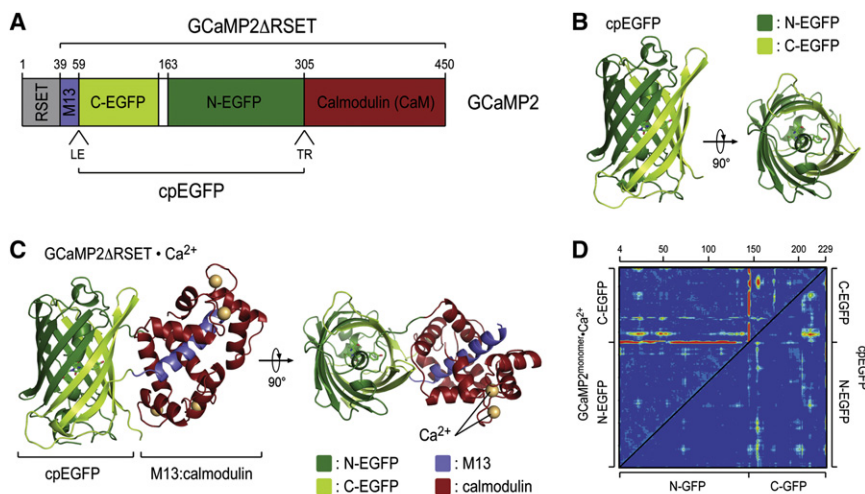 A
GCaMP2ΔRSET
1 39 59 163 305 450
RSET M13 C-EGFP N-EGFP Calmodulin (CaM) GCaMP2
LE TR
cpEGFP
B
cpEGFP
: N-EGFP
: C-EGFP
90°
C
GCaMP2ΔRSET • Ca²⁺
90°
Ca²⁺
cpEGFP M13:calmodulin
: N-EGFP : M13
: C-EGFP : calmodulin
D
4 50 100 150 200 229
GCaMP2ᵐᵒⁿᵒᵐᵉʳ•Ca²⁺
N-EGFP C-EGFP
C-EGFP
cpEGFP
N-EGFP
N-GFP C-GFP